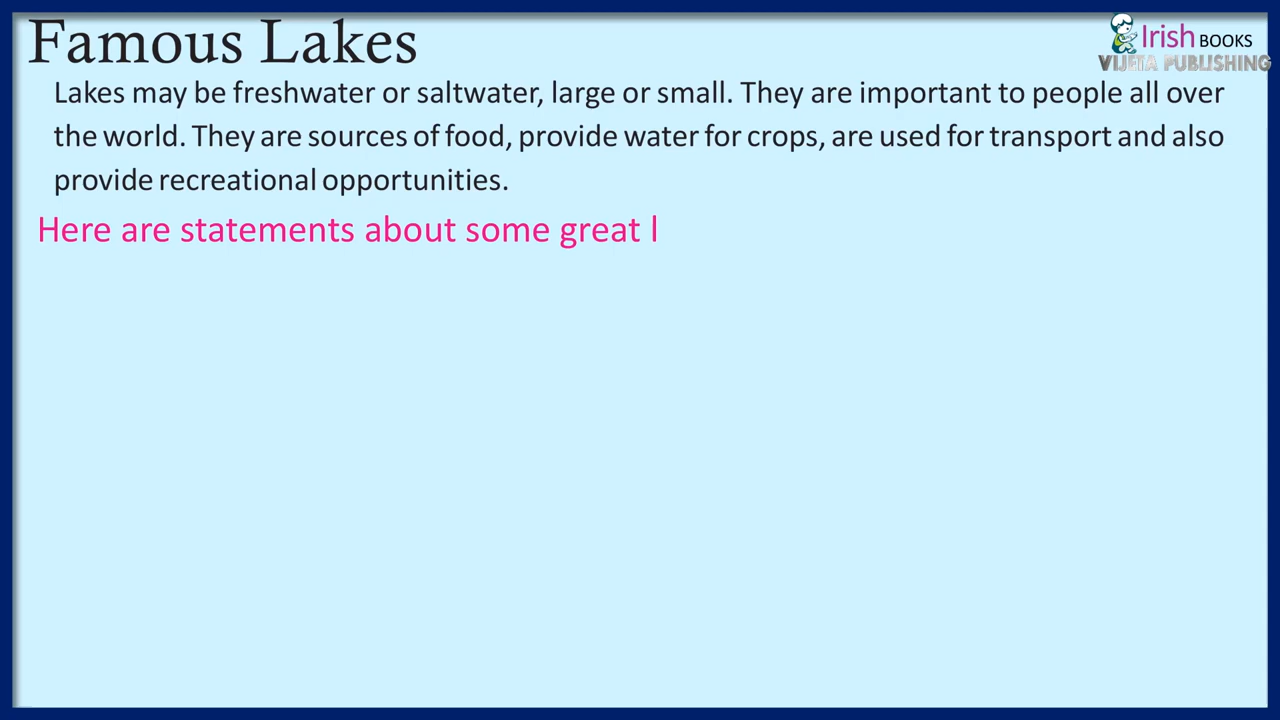 Famous Lakes
Irish BOOKS
VIJETA PUBLISHING
Lakes may be freshwater or saltwater, large or small. They are important to people all over
the world. They are sources of food, provide water for crops, are used for transport and also
provide recreational opportunities.
Here are statements about some great l